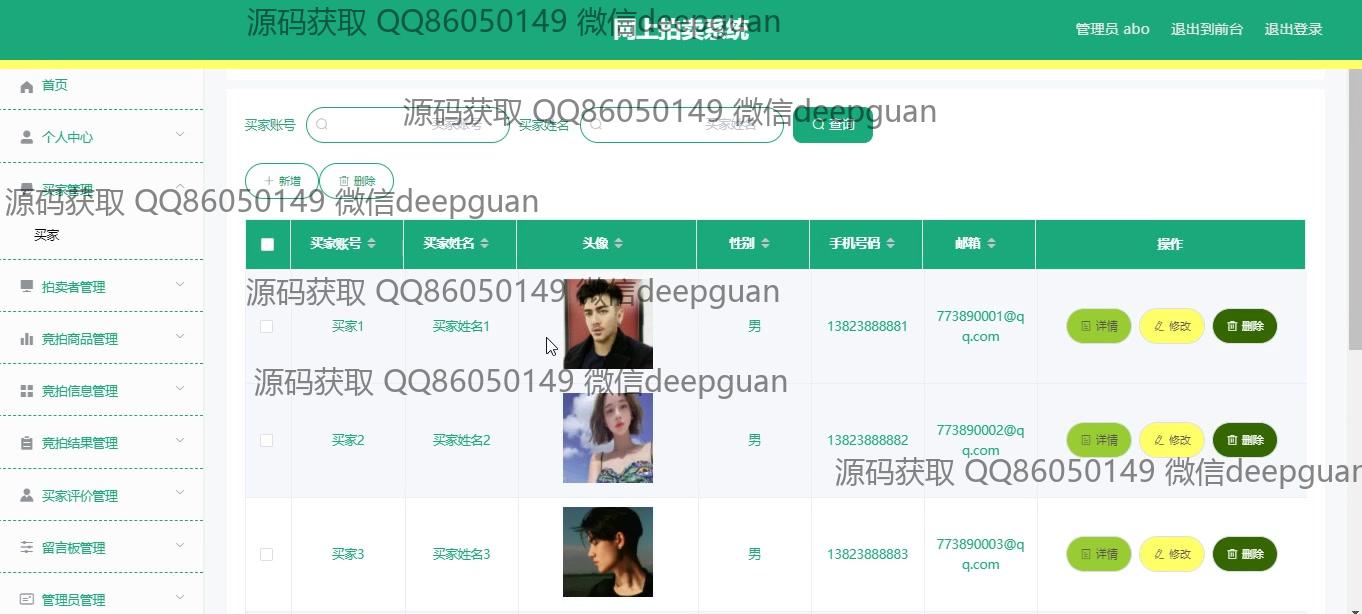 网上拍卖系统
管理员 abo 退出到前台 退出登录
源码获取 QQ86050149 微信deepguan
首页
个人中心
买家管理
买家
拍卖者管理
竞拍商品管理
竞拍信息管理
竞拍结果管理
买家评价管理
留言板管理
管理员管理
买家账号 买家账号 买家姓名 买家姓名 查询
源码获取 QQ86050149 微信deepguan
新增 删除
源码获取 QQ86050149 微信deepguan
买家账号 买家姓名 头像 性别 手机号码 邮箱 操作
源码获取 QQ86050149 微信deepguan
买家1 买家姓名1 男 13823888881 773890001@q
q.com
详情 修改 删除
源码获取 QQ86050149 微信deepguan
买家2 买家姓名2 男 13823888882 773890002@q
q.com
详情 修改 删除
源码获取 QQ86050149 微信deepguan
买家3 买家姓名3 男 13823888883 773890003@q
q.com
详情 修改 删除